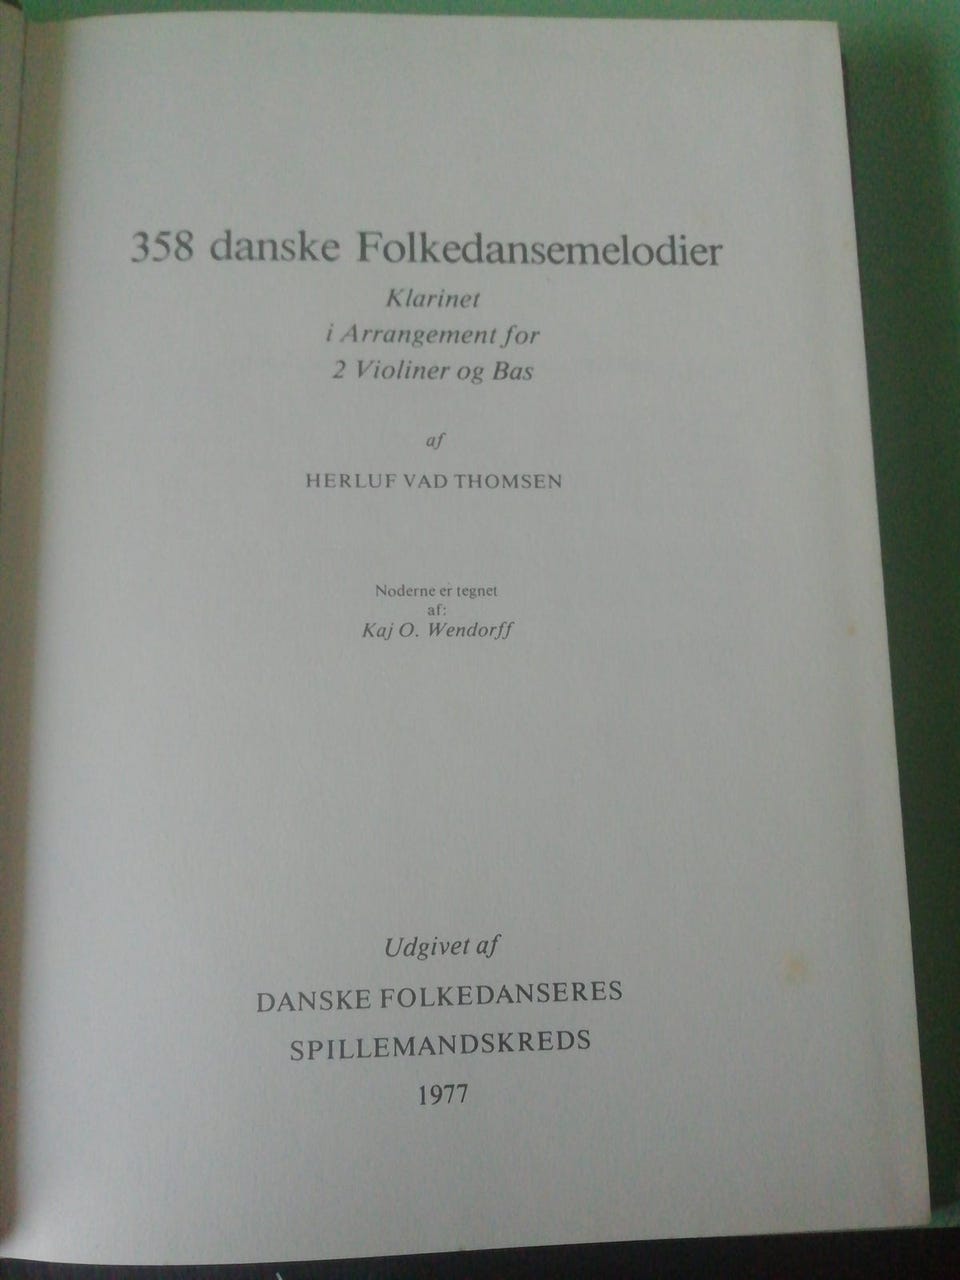 358 danske Folkedansemelodier
Klarinet
i Arrangement for
2 Violiner og Bas
af
HERLUF VAD THOMSEN
Noderne er tegnet
af:
Kaj O. Wendorff
Udgivet af
DANSKE FOLKEDANSERES
SPILLEMANDSKREDS
1977